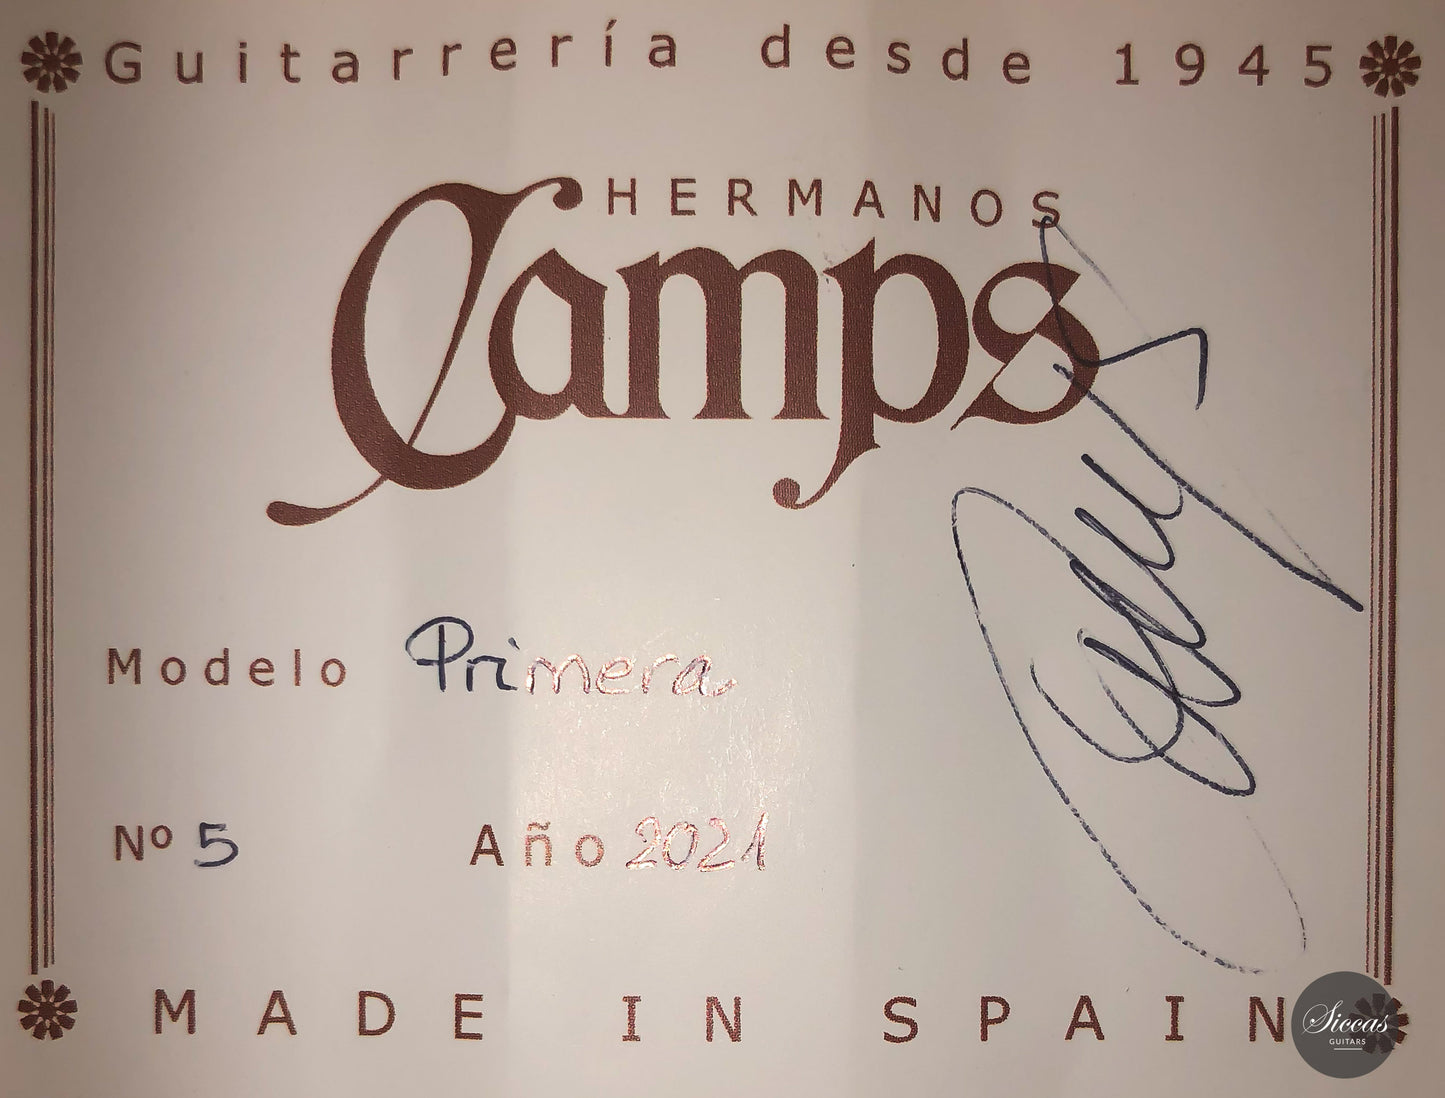 Guitarrería desde 1945
HERMANOS
Camps
Modelo Primera
Nº 5 Año 2021
MADE IN SPAIN
Siccas
GUITARS